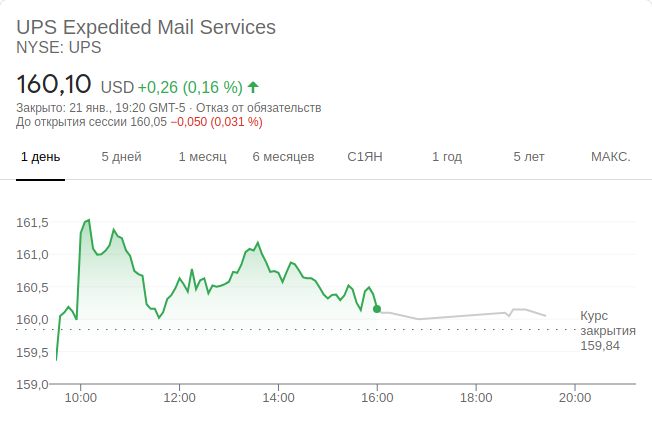 UPS Expedited Mail Services
NYSE: UPS
160,10 USD +0,26 (0,16 %)
Закрыто: 21 янв., 19:20 GMT-5 · Отказ от обязательств
До открытия сессии 160,05 −0,050 (0,031 %)
1 день 5 дней 1 месяц 6 месяцев С1ЯН 1 год 5 лет МАКС.
161,5
161,0
160,5
160,0
Курс
закрытия
159,84
159,5
159,0
10:00 12:00 14:00 16:00 18:00 20:00